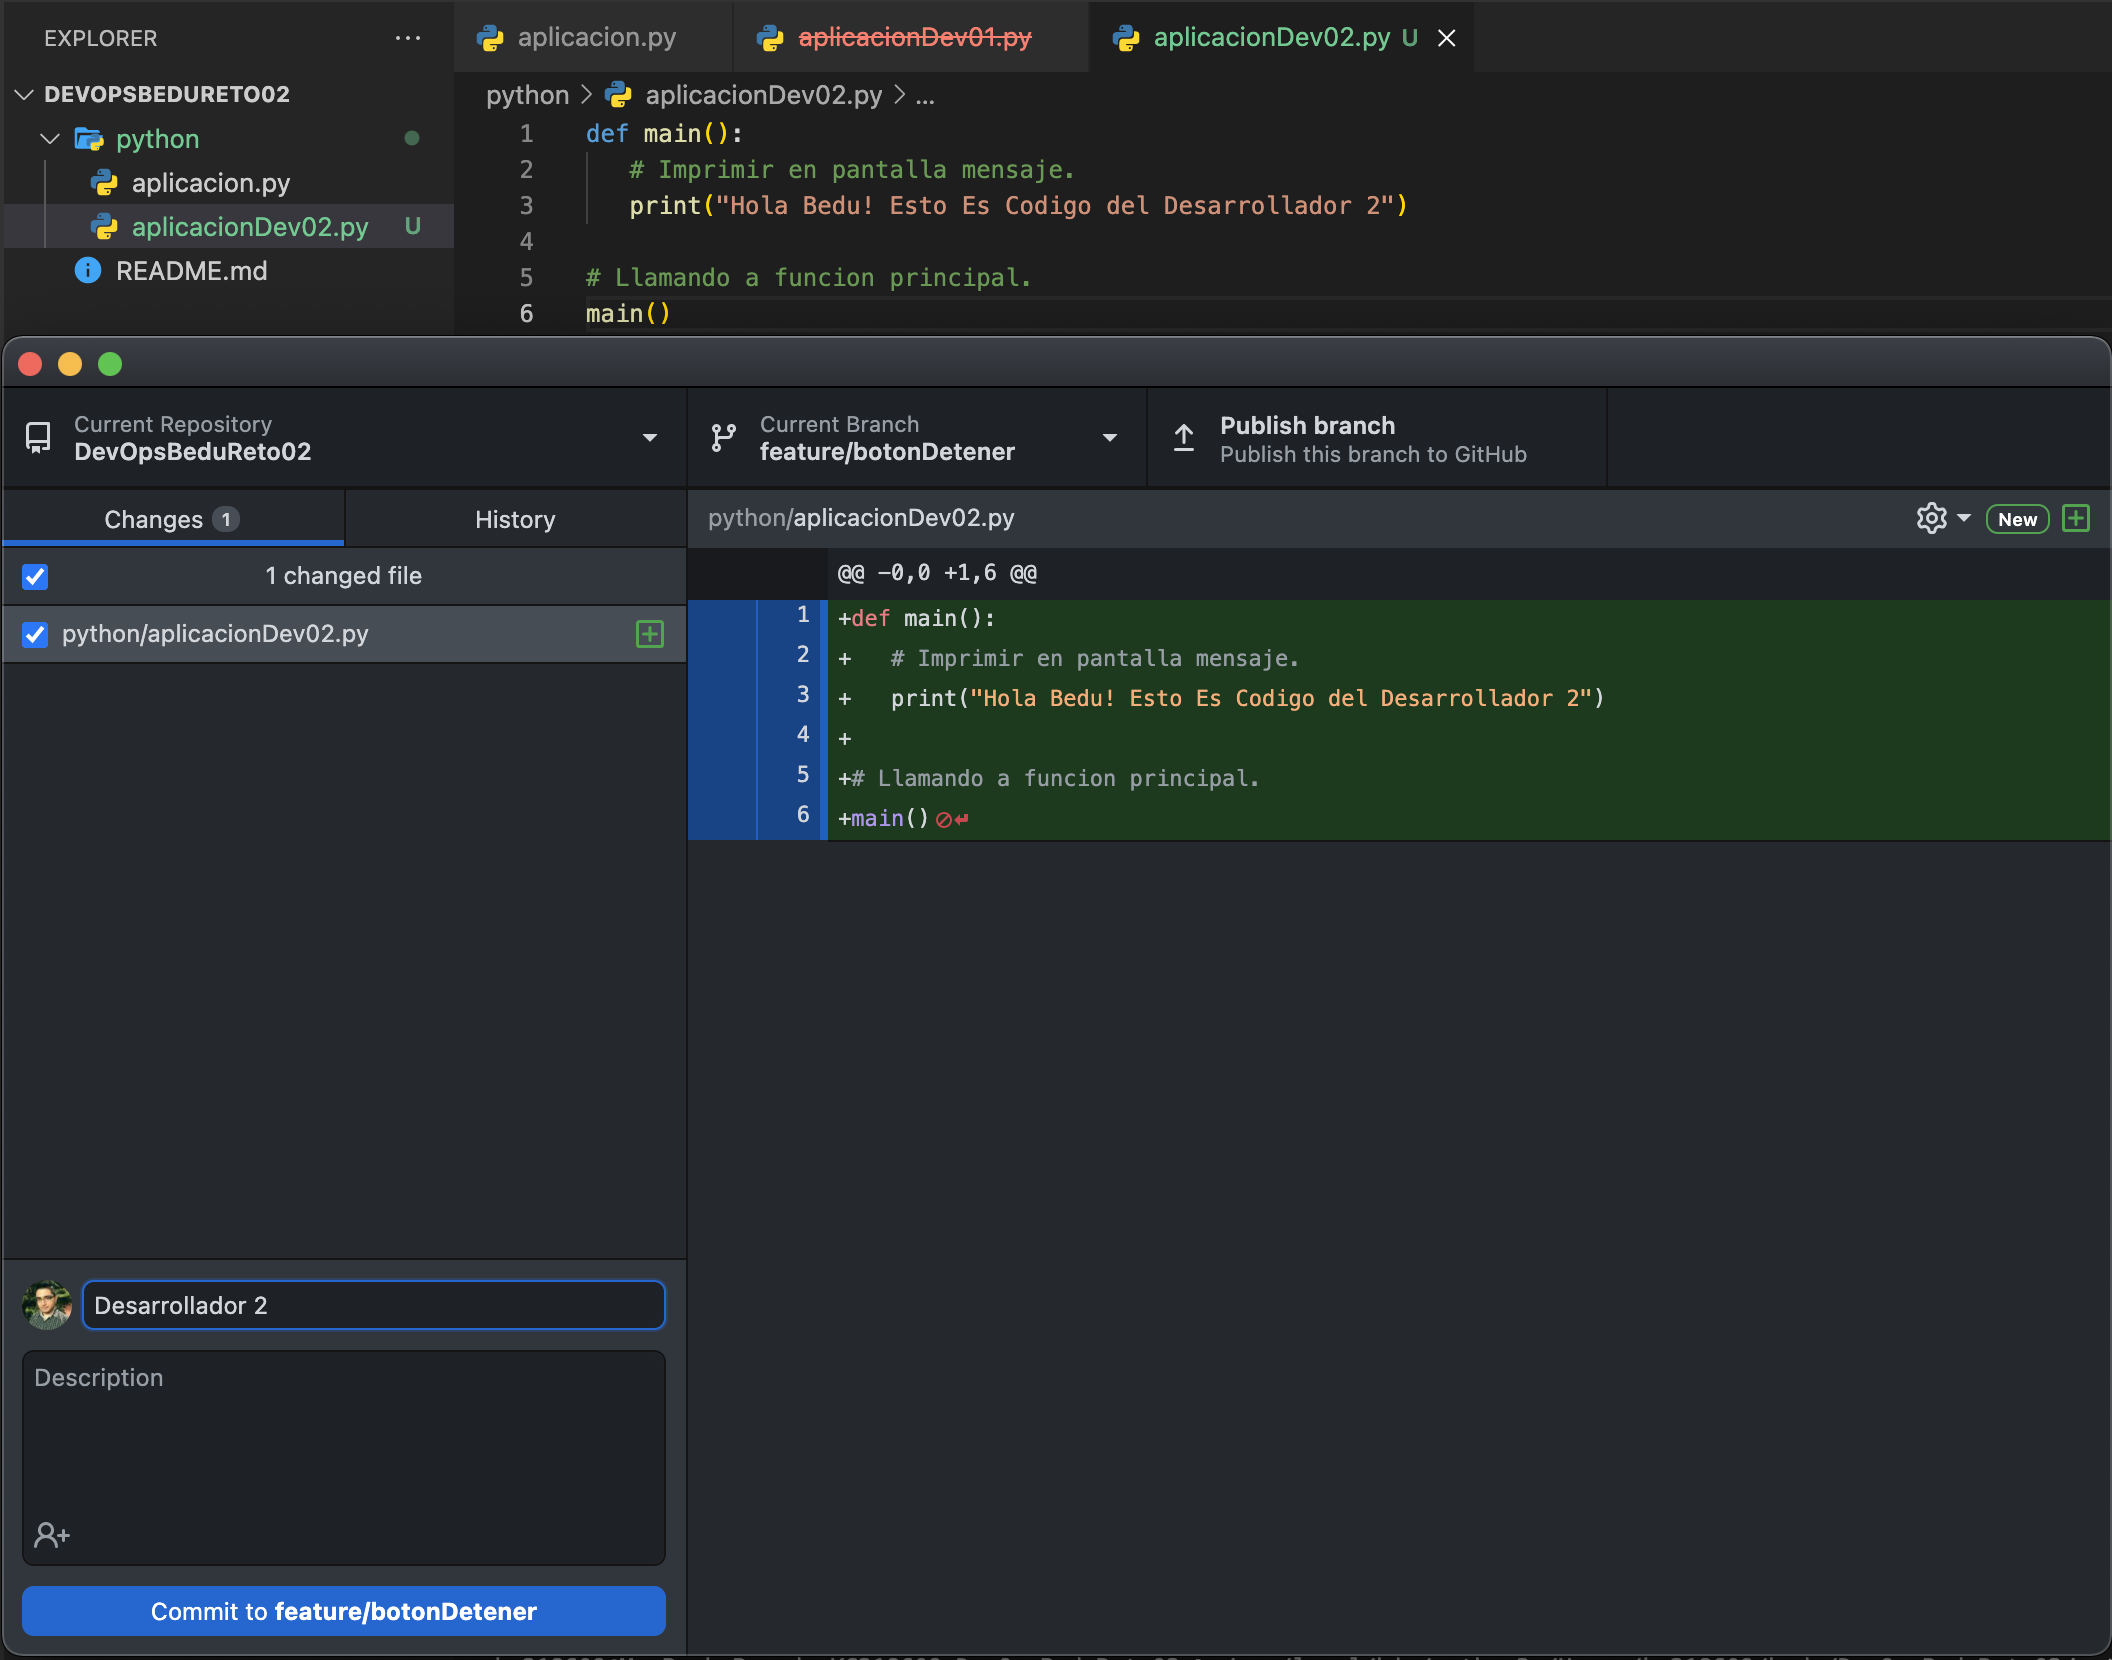 EXPLORER ...
aplicacion.py
aplicacionDev01.py
aplicacionDev02.py U
DEVOPSBEDURETO02
python
aplicacion.py
aplicacionDev02.py U
README.md
python > aplicacionDev02.py > ...
1 def main():
2 # Imprimir en pantalla mensaje.
3 print("Hola Bedu! Esto Es Codigo del Desarrollador 2")
4
5 # Llamando a funcion principal.
6 main()
Current Repository
DevOpsBeduReto02
Current Branch
feature/botonDetener
Publish branch
Publish this branch to GitHub
Changes 1
History
1 changed file
python/aplicacionDev02.py
python/aplicacionDev02.py
New
@@ -0,0 +1,6 @@
1 +def main():
2 + # Imprimir en pantalla mensaje.
3 + print("Hola Bedu! Esto Es Codigo del Desarrollador 2")
4 +
5 +# Llamando a funcion principal.
6 +main()
Desarrollador 2
Description
Commit to feature/botonDetener